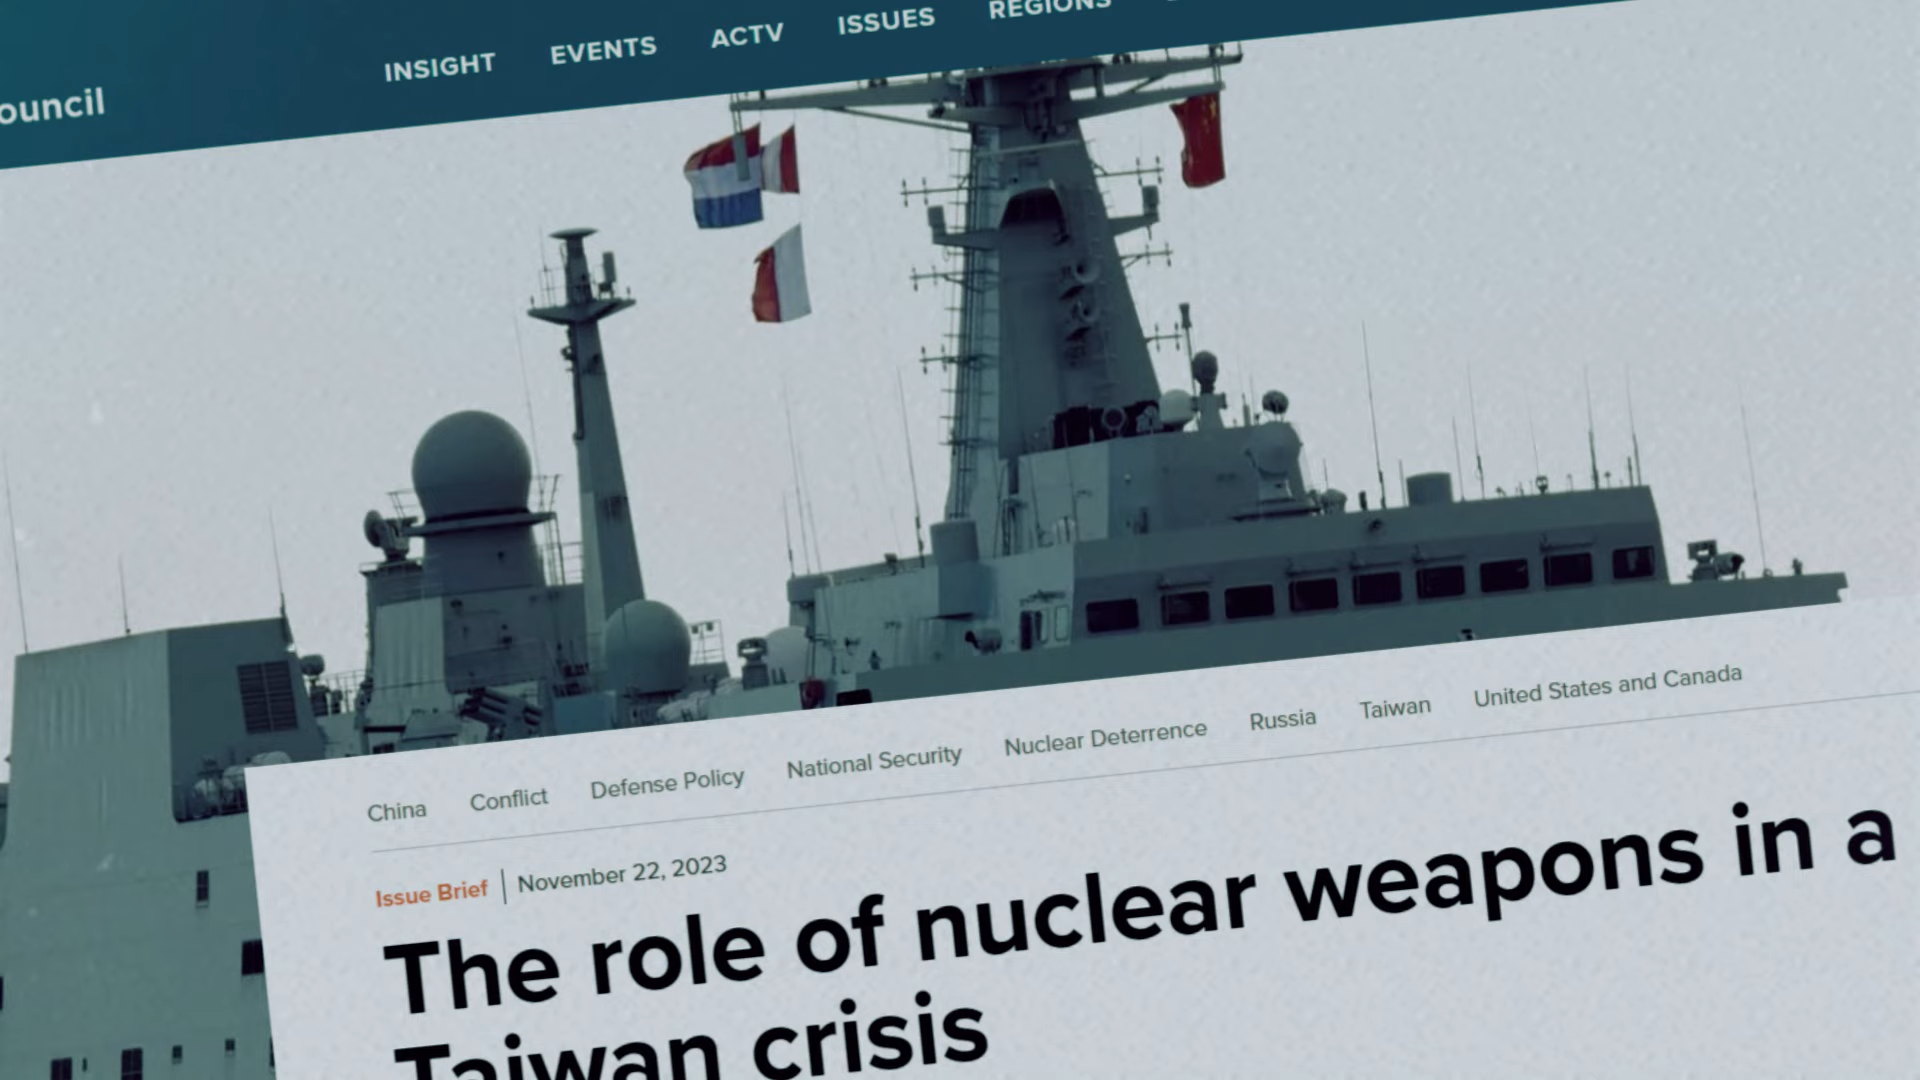 INSIGHT EVENTS ACTV ISSUES REGIONS
ouncil
China Conflict Defense Policy National Security Nuclear Deterrence Russia Taiwan United States and Canada
Issue Brief | November 22, 2023
The role of nuclear weapons in a
Taiwan crisis